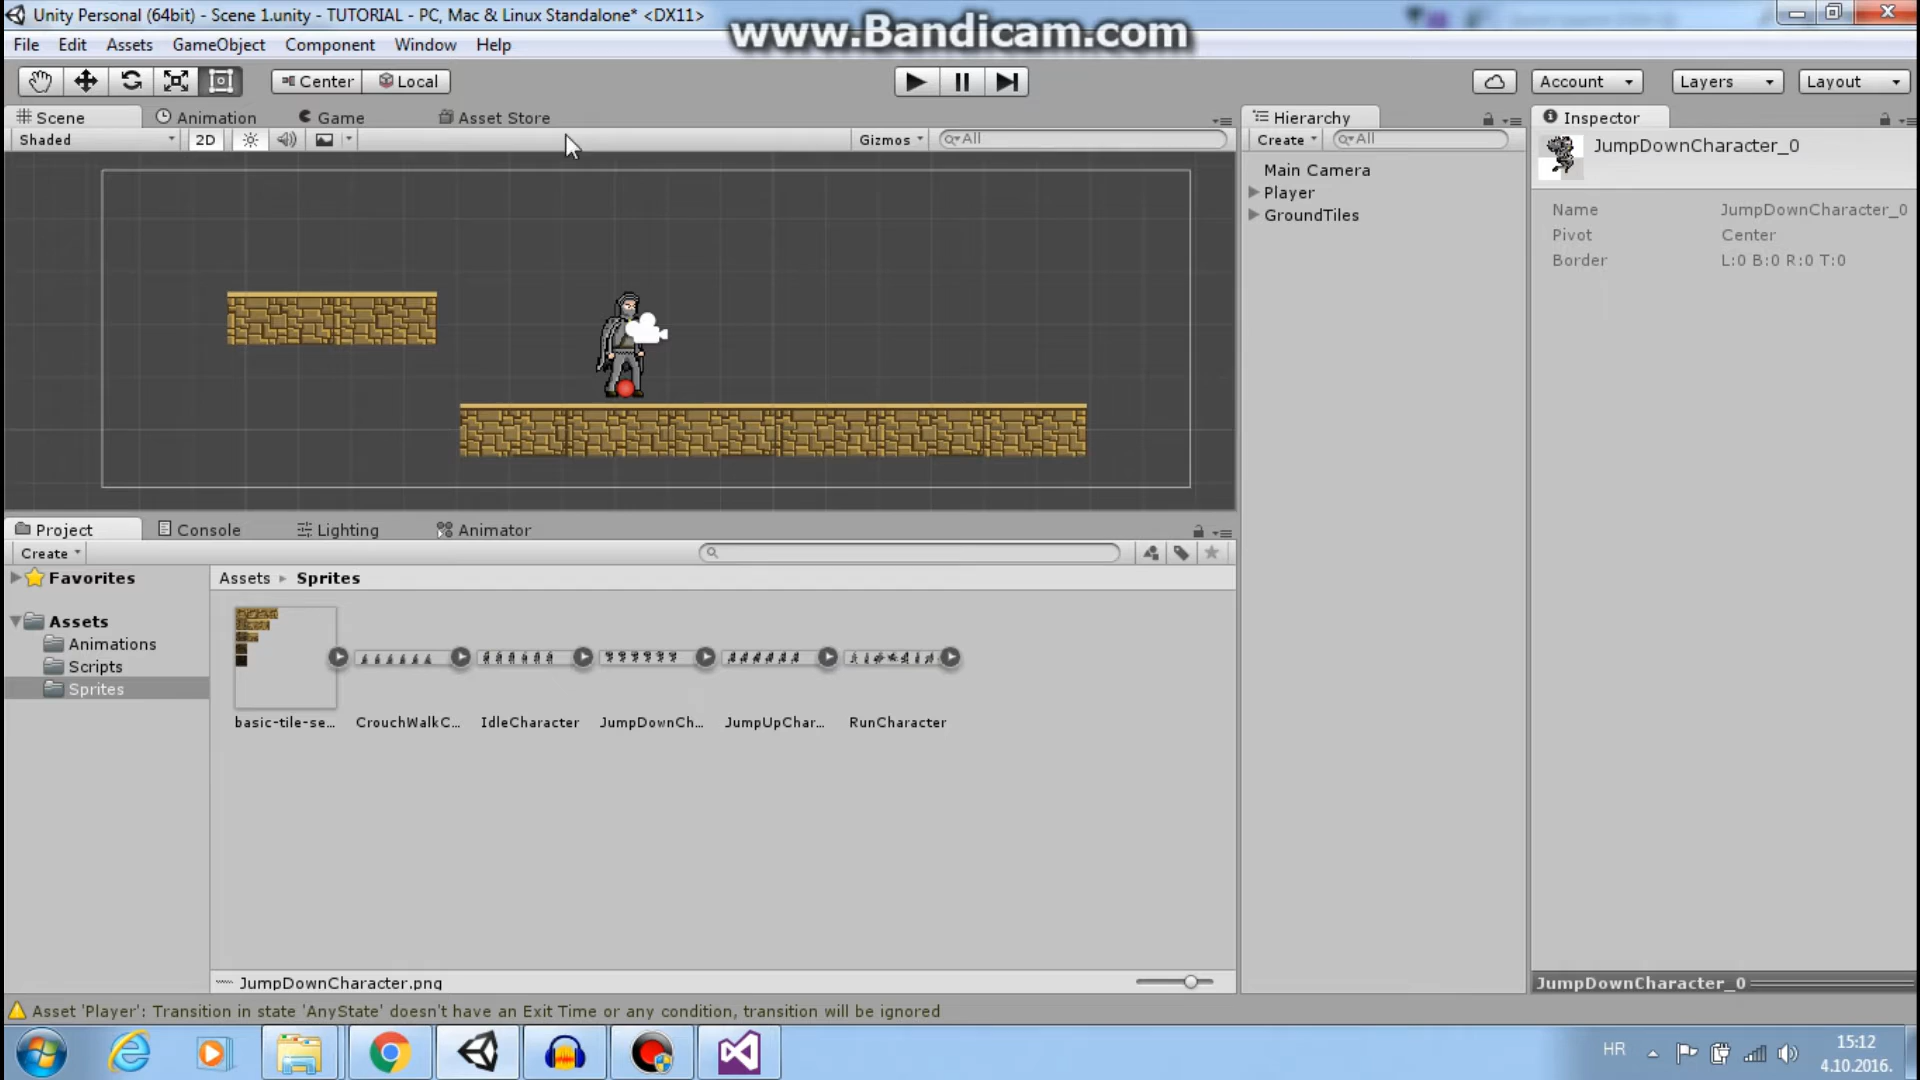 Unity Personal (64bit) - Scene 1.unity - TUTORIAL - PC, Mac & Linux Standalone* <DX11>
www.Bandicam.com
File Edit Assets GameObject Component Window Help
Center Local Account Layers Layout
Scene Animation Game Asset Store Hierarchy Inspector
Shaded 2D Gizmos All Create All
JumpDownCharacter_0
Main Camera
Player
GroundTiles
Name JumpDownCharacter_0
Pivot Center
Border L:0 B:0 R:0 T:0
Project Console Lighting Animator
Create
Favorites
Assets
Animations
Scripts
Sprites
Assets Sprites
basic-tile-se... CrouchWalkC... IdleCharacter JumpDownCh... JumpUpChar... RunCharacter
JumpDownCharacter.png
JumpDownCharacter_0
Asset 'Player': Transition in state 'AnyState' doesn't have an Exit Time or any condition, transition will be ignored
HR
15:12
4.10.2016.